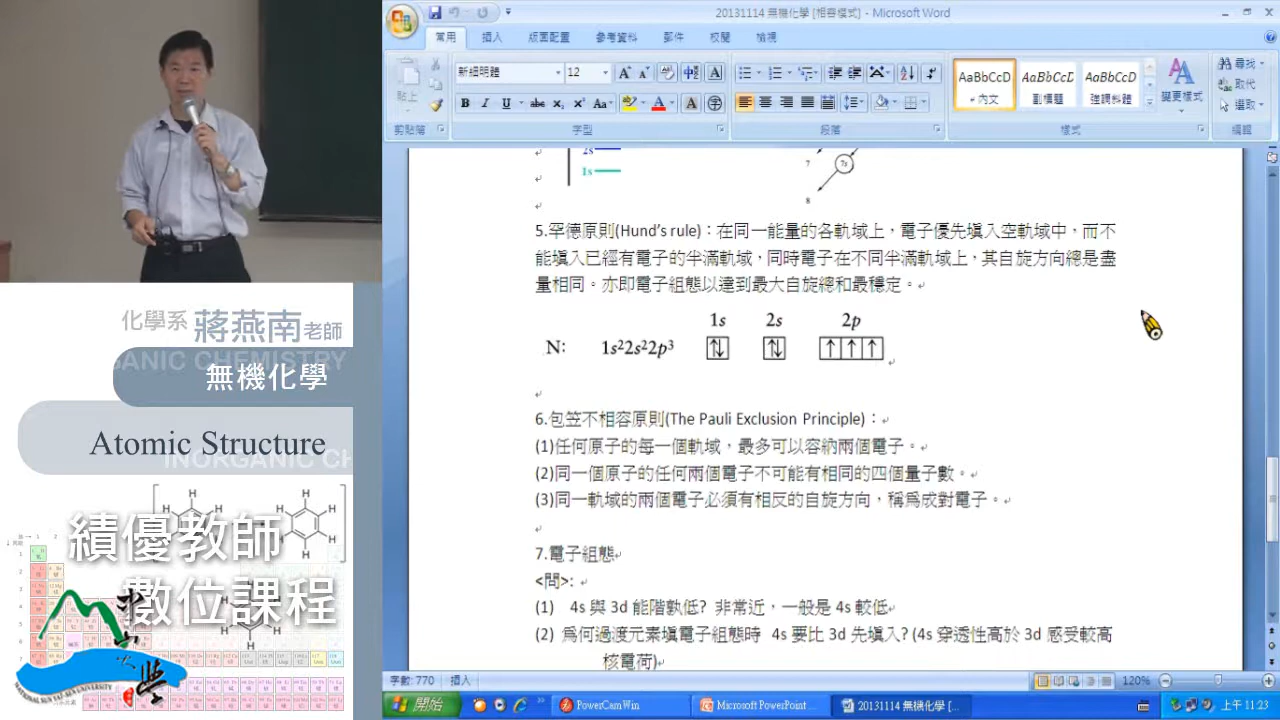 20131114 無機化學 [相容模式] - Microsoft Word
常用 插入 版面配置 參考資料 郵件 校閱 檢視
貼上
新細明體 12
AaBbCcD AaBbCcD AaBbCcD
內文 副標題 強調斜體
變更樣式
尋找
取代
選取
剪貼簿 字型 段落 樣式 編輯
2s
1s
7
7s
8
5.罕德原則(Hund's rule)：在同一能量的各軌域上，電子優先填入空軌域中，而不
能填入已經有電子的半滿軌域，同時電子在不同半滿軌域上，其自旋方向總是盡
量相同。亦即電子組態以達到最大自旋總和最穩定。
1s 2s 2p
N: 1s²2s²2p³
6.包笠不相容原則(The Pauli Exclusion Principle)：
(1)任何原子的每一個軌域，最多可以容納兩個電子。
(2)同一個原子的任何兩個電子不可能有相同的四個量子數。
(3)同一軌域的兩個電子必須有相反的自旋方向，稱為成對電子。
7.電子組態
<問>:
(1) 4s 與 3d 能階孰低? 非常近，一般是 4s 較低
(2) 為何過渡元素填電子組態時 4s 要比 3d 先填入? (4s 穿透性高於 3d 感受較高
核電荷)
字數: 770 插入 120%
開始 PowerCamWin Microsoft PowerPoint ... 20131114 無機化學 [... 上午 11:23
化學系 蔣燕南老師
無機化學
Atomic Structure
績優教師
數位課程
NATIONAL SUN YAT-SEN UNIVERSITY